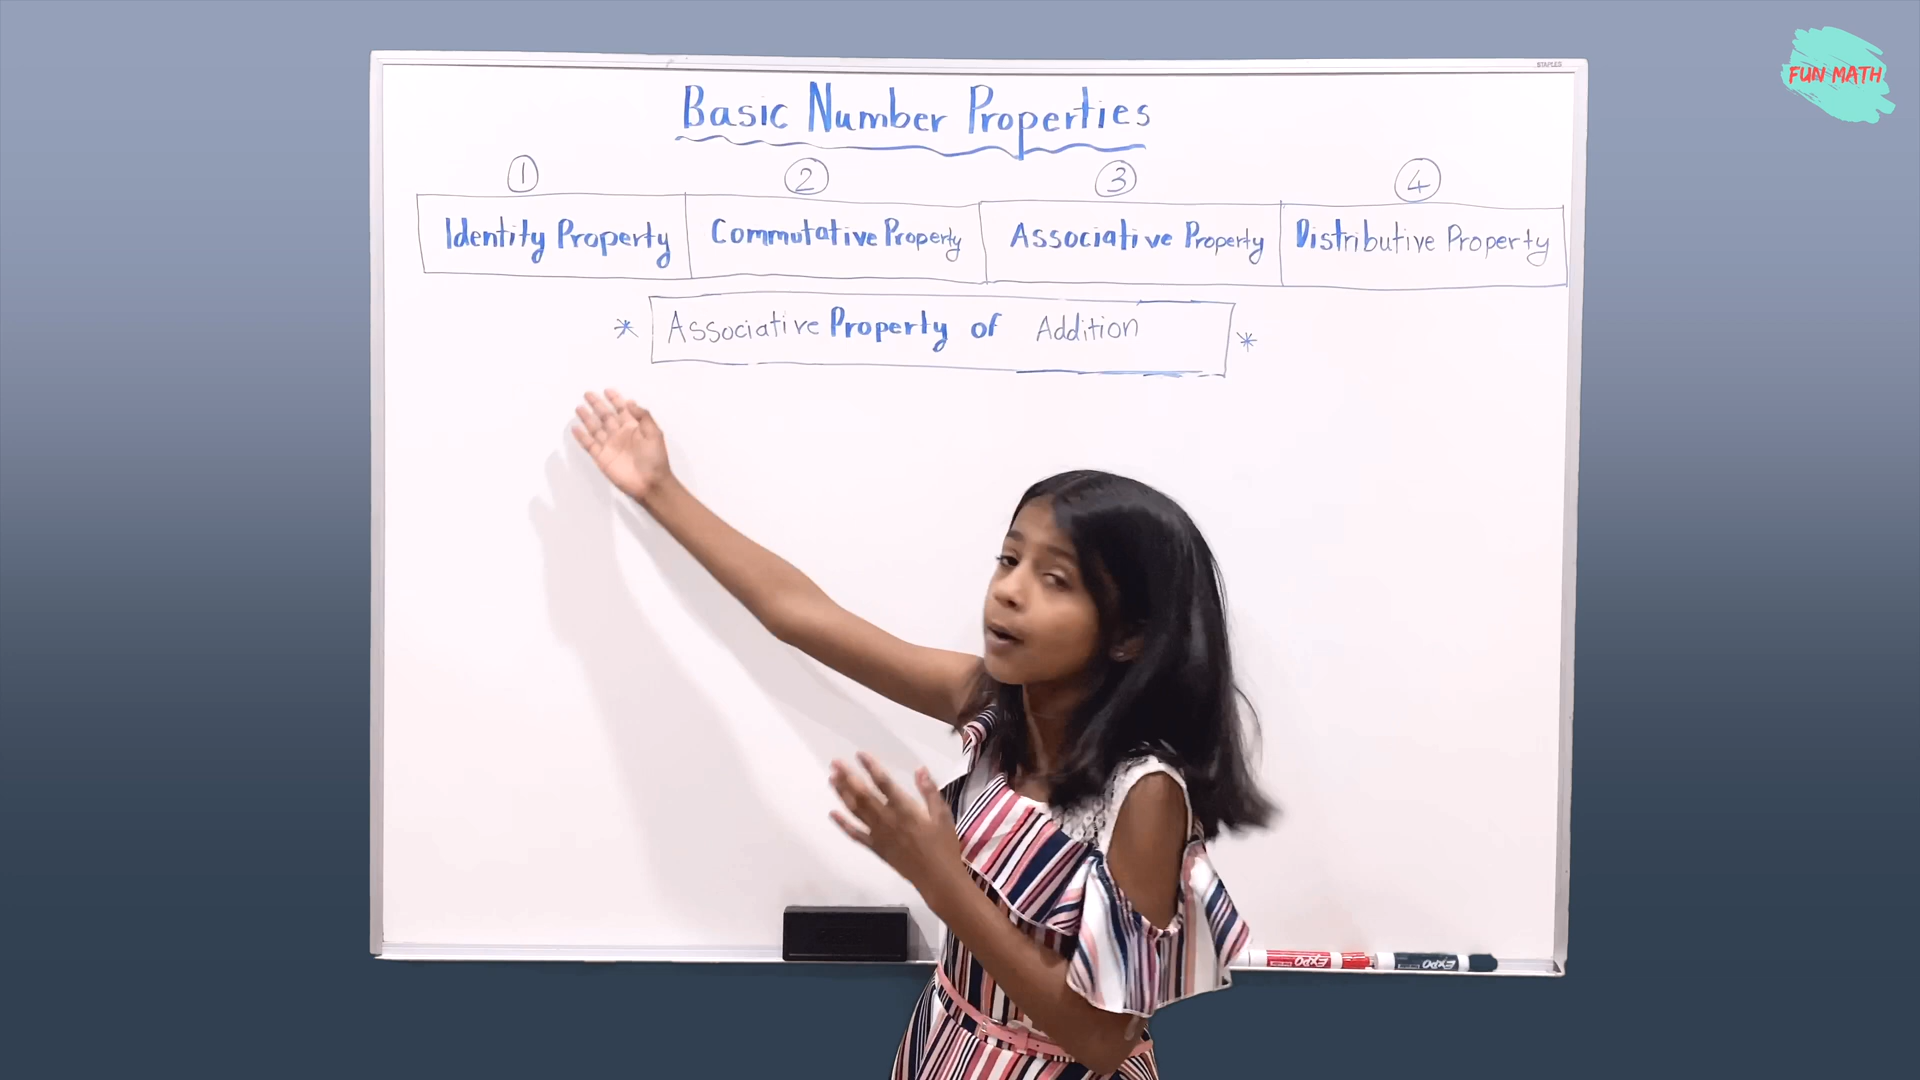 FUN MATH
STAPLES
Basic Number Properties
1 2 3 4
Identity Property Commutative Property Associative Property Distributive Property
* Associative Property of Addition *
EXPO EXPO